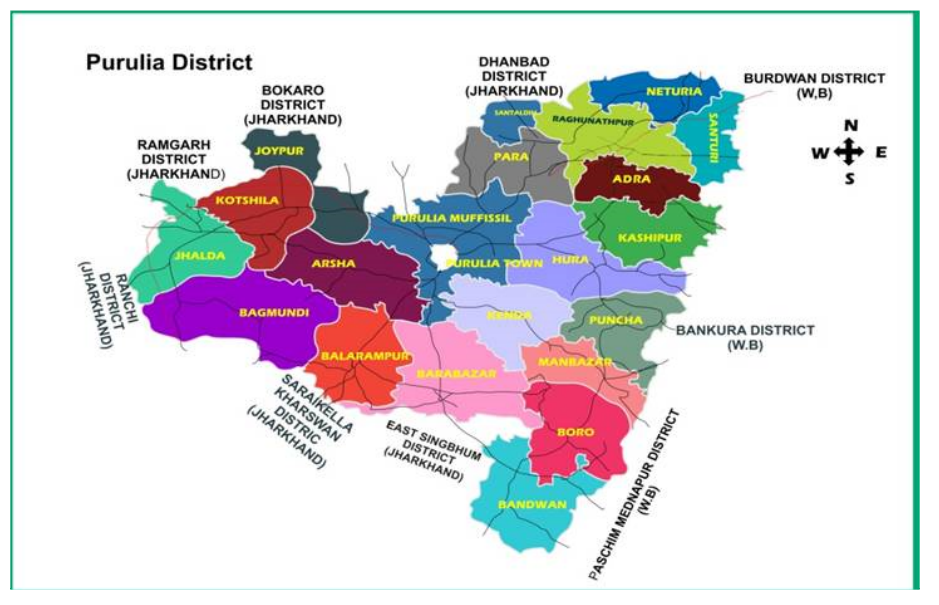 Purulia District
DHANBAD
DISTRICT
(JHARKHAND)
BURDWAN DISTRICT
(W,B)
BOKARO
DISTRICT
(JHARKHAND)
NETURIA
SANTALDIH
RAGHUNATHPUR
SANTURI
N
W E
S
RAMGARH
DISTRICT
(JHARKHAND)
JOYPUR
PARA
ADRA
KOTSHILA
PURULIA MUFFISSIL
KASHIPUR
JHALDA
ARSHA
PURULIA TOWN
HURA
RANCHI
DISTRICT
(JHARKHAND)
BAGMUNDI
KENDA
PUNCHA
BANKURA DISTRICT
(W.B)
BALARAMPUR
BARABAZAR
MANBAZAR
SARAIKELLA
KHARSWAN
DISTRIC
(JHARKHAND)
EAST SINGBHUM
DISTRICT
(JHARKHAND)
BORO
BANDWAN
PASCHIM MEDNAPUR DISTRICT
(W.B)